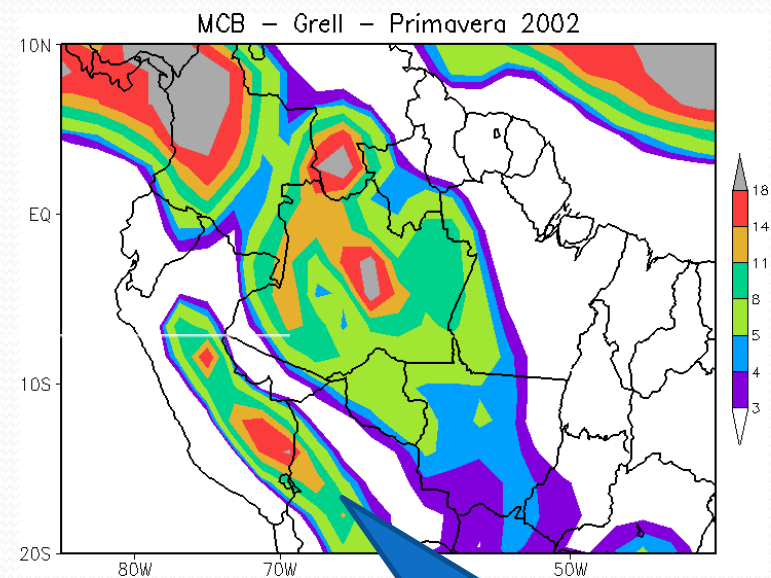 MCB – Grell – Primavera 2002
10N
EQ
10S
20S
80W
70W
50W
18
14
11
8
5
4
3